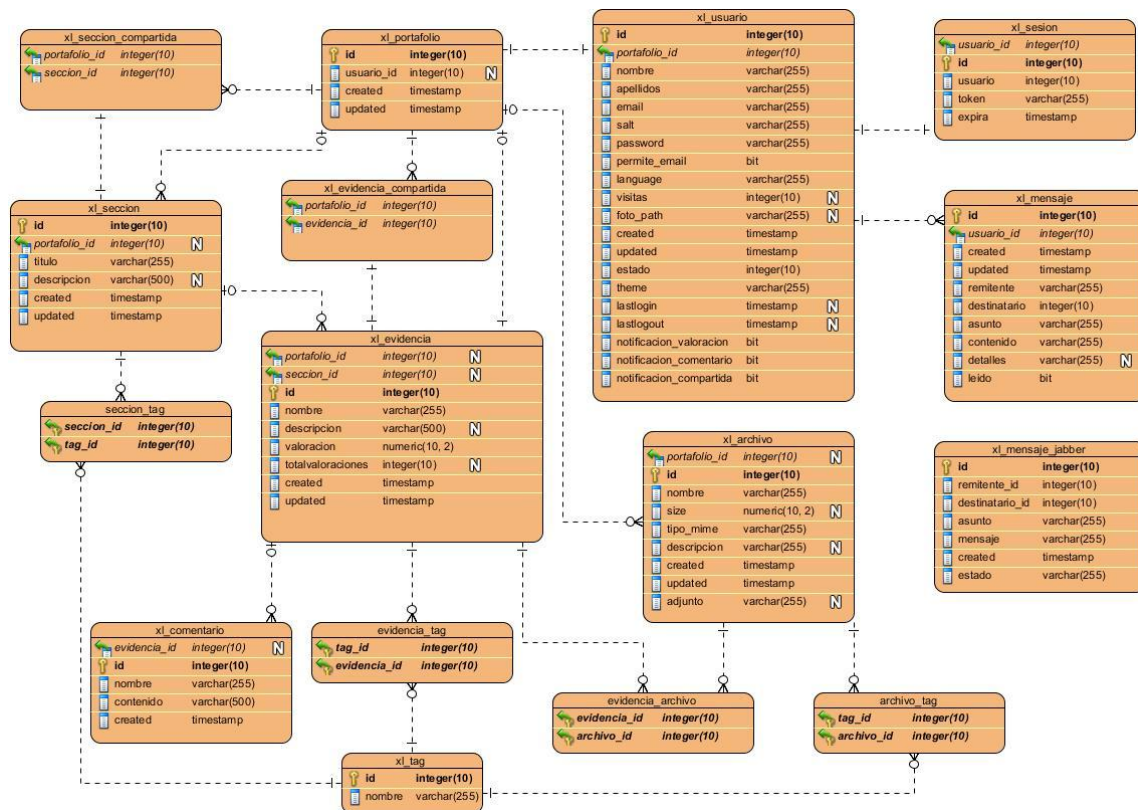 xl_seccion_compartida
portafolio_id integer(10)
seccion_id integer(10)
xl_portafolio
id integer(10)
usuario_id integer(10) N
created timestamp
updated timestamp
xl_usuario
id integer(10)
portafolio_id integer(10)
nombre varchar(255)
apellidos varchar(255)
email varchar(255)
salt varchar(255)
password varchar(255)
permite_email bit
language varchar(255)
visitas integer(10) N
foto_path varchar(255) N
created timestamp
updated timestamp
estado integer(10)
theme varchar(255)
lastlogin timestamp N
lastlogout timestamp N
notificacion_valoracion bit
notificacion_comentario bit
notificacion_compartida bit
xl_sesion
usuario_id integer(10)
id integer(10)
usuario integer(10)
token varchar(255)
expira timestamp
xl_evidencia_compartida
portafolio_id integer(10)
evidencia_id integer(10)
xl_seccion
id integer(10)
portafolio_id integer(10) N
titulo varchar(255)
descripcion varchar(500) N
created timestamp
updated timestamp
xl_mensaje
id integer(10)
usuario_id integer(10)
created timestamp
updated timestamp
remitente varchar(255)
destinatario integer(10)
asunto varchar(255)
contenido varchar(255)
detalles varchar(255) N
leido bit
xl_evidencia
portafolio_id integer(10) N
seccion_id integer(10) N
id integer(10)
nombre varchar(255)
descripcion varchar(500) N
valoracion numeric(10, 2)
totalvaloraciones integer(10) N
created timestamp
updated timestamp
seccion_tag
seccion_id integer(10)
tag_id integer(10)
xl_archivo
portafolio_id integer(10) N
id integer(10)
nombre varchar(255)
size numeric(10, 2) N
tipo_mime varchar(255)
descripcion varchar(255) N
created timestamp
updated timestamp
adjunto varchar(255) N
xl_mensaje_jabber
id integer(10)
remitente_id integer(10)
destinatario_id integer(10)
asunto varchar(255)
mensaje varchar(255)
created timestamp
estado varchar(255)
xl_comentario
evidencia_id integer(10) N
id integer(10)
nombre varchar(255)
contenido varchar(500)
created timestamp
evidencia_tag
tag_id integer(10)
evidencia_id integer(10)
evidencia_archivo
evidencia_id integer(10)
archivo_id integer(10)
archivo_tag
tag_id integer(10)
archivo_id integer(10)
xl_tag
id integer(10)
nombre varchar(255)